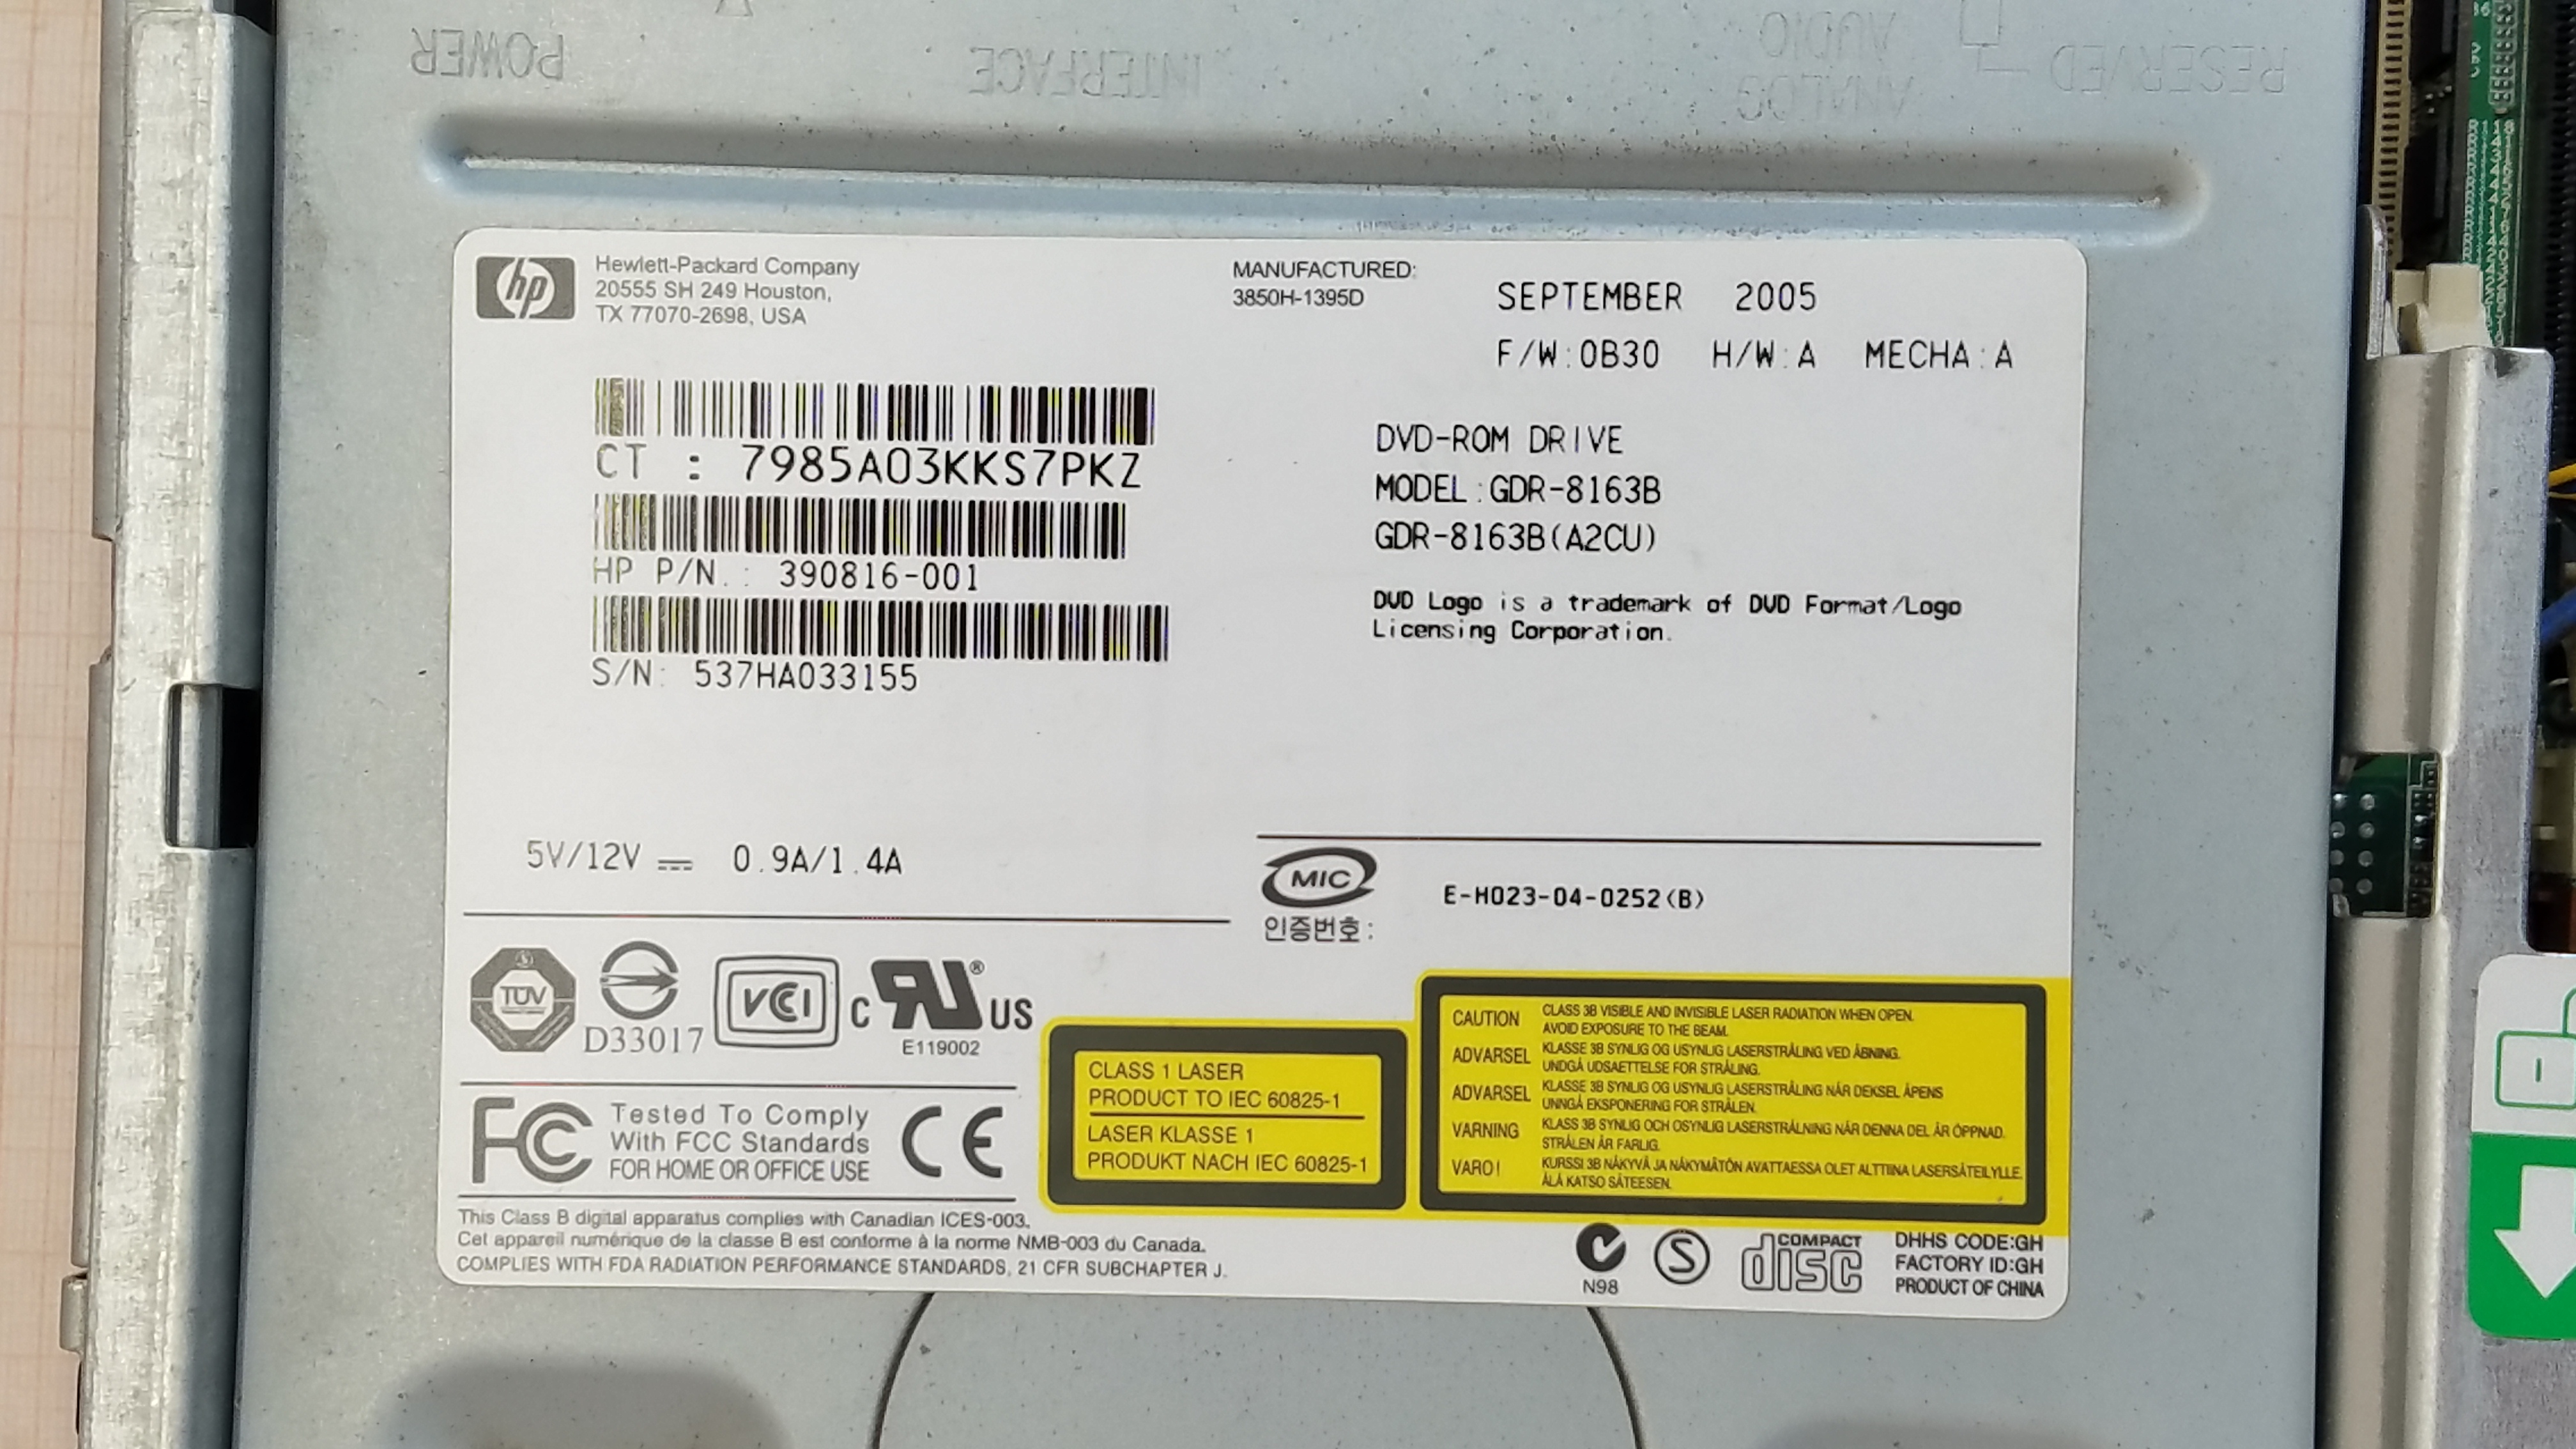 POWER
INTERFACE
ANALOG
AUDIO
RESERVED
hp
Hewlett-Packard Company
20555 SH 249 Houston,
TX 77070-2698, USA
MANUFACTURED:
3850H-1395D
SEPTEMBER 2005
F/W:0B30 H/W:A MECHA:A
CT : 7985A03KKS7PKZ
HP P/N.: 390816-001
S/N: 537HA033155
DVD-ROM DRIVE
MODEL:GDR-8163B
GDR-8163B(A2CU)
DVD Logo is a trademark of DVD Format/Logo
Licensing Corporation.
5V/12V ⎓ 0.9A/1.4A
MIC
인증번호:
E-H023-04-0252(B)
TÜV
D33017
VCI
C RU ® US
E119002
FC
Tested To Comply
With FCC Standards
FOR HOME OR OFFICE USE
CE
CLASS 1 LASER
PRODUCT TO IEC 60825-1
LASER KLASSE 1
PRODUKT NACH IEC 60825-1
CAUTION CLASS 3B VISIBLE AND INVISIBLE LASER RADIATION WHEN OPEN.
AVOID EXPOSURE TO THE BEAM.
ADVARSEL KLASSE 3B SYNLIG OG USYNLIG LASERSTRÅLING VED ÅBNING.
UNDGÅ UDSAETTELSE FOR STRÅLING.
ADVARSEL KLASSE 3B SYNLIG OG USYNLIG LASERSTRÅLING NÅR DEKSEL ÅPENS
UNNGÅ EKSPONERING FOR STRÅLEN.
VARNING KLASS 3B SYNLIG OCH OSYNLIG LASERSTRÅLNING NÄR DENNA DEL ÄR ÖPPNAD.
STRÅLEN ÄR FARLIG.
VARO! KURSSI 3B NÄKYVÄ JA NÄKYMÄTÖN AVATTAESSA OLET ALTTIINA LASERSÄTEILYLLE.
ÄLÄ KATSO SÄTEESEN.
This Class B digital apparatus complies with Canadian ICES-003.
Cet appareil numérique de la classe B est conforme à la norme NMB-003 du Canada.
COMPLIES WITH FDA RADIATION PERFORMANCE STANDARDS, 21 CFR SUBCHAPTER J.
N98
S
COMPACT
disc
DHHS CODE:GH
FACTORY ID:GH
PRODUCT OF CHINA